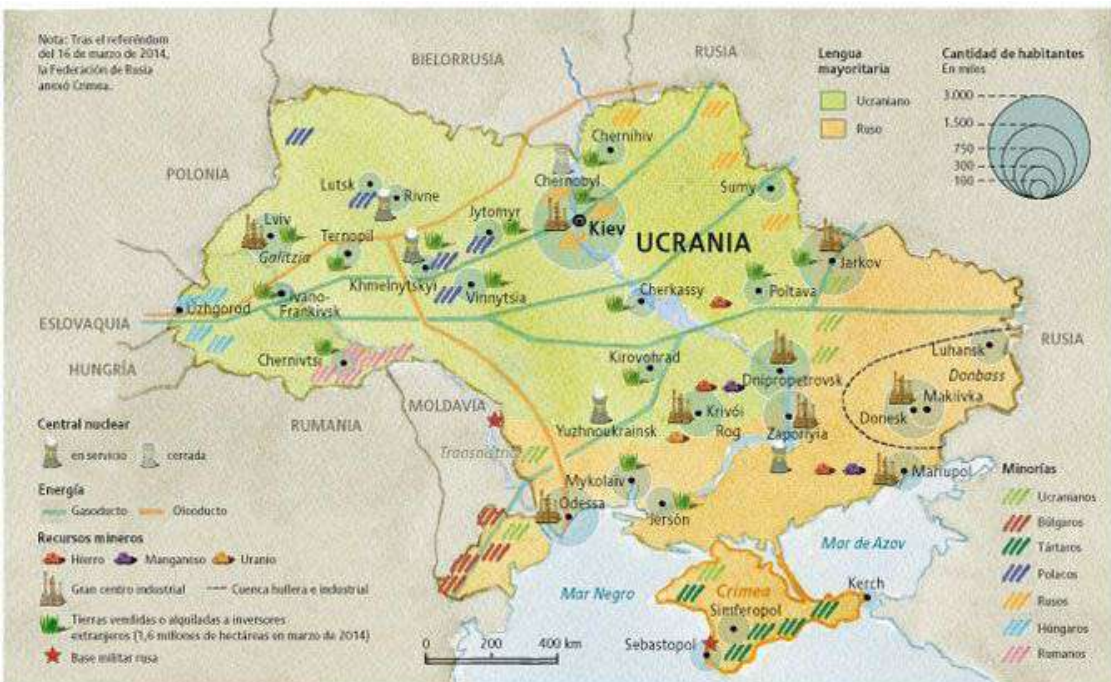 Nota: Tras el referéndum
del 16 de marzo de 2014,
la Federación de Rusia
anexó Crimea.
BIELORRUSIA
RUSIA
Lengua
mayoritaria
Ucraniano
Ruso
Cantidad de habitantes
En miles
3.000
1.500
750
300
100
POLONIA
Chernihiv
Chernobyl
Lutsk
Rivne
Sumy
Lviv
Galitzia
Jytomyr
Kiev
UCRANIA
Ternopil
Khmelnytskyi
Vinnytsia
Jarkov
Cherkassy
Poltava
Uzhgorod
Ivano-
Frankivsk
ESLOVAQUIA
RUSIA
HUNGRÍA
Chernivtsi
Kirovohrad
Dnipropetrovsk
Luhansk
Donbass
Makiivka
Donesk
MOLDAVIA
RUMANIA
Yuzhnoukrainsk
Krivói
Rog
Zaporiyia
Transnistria
Mykolaiv
Odessa
Jersón
Mariupol
Central nuclear
en servicio
cerrada
Energía
Gasoducto
Oleoducto
Recursos mineros
Hierro
Manganeso
Uranio
Gran centro industrial
Cuenca hullera e industrial
Tierras vendidas o alquiladas a inversores
extranjeros (1,6 millones de hectáreas en marzo de 2014)
Base militar rusa
0 200 400 km
Mar Negro
Mar de Azov
Crimea
Simferopol
Sebastopol
Kerch
Minorías
Ucranianos
Búlgaros
Tártaros
Polacos
Rusos
Húngaros
Rumanos